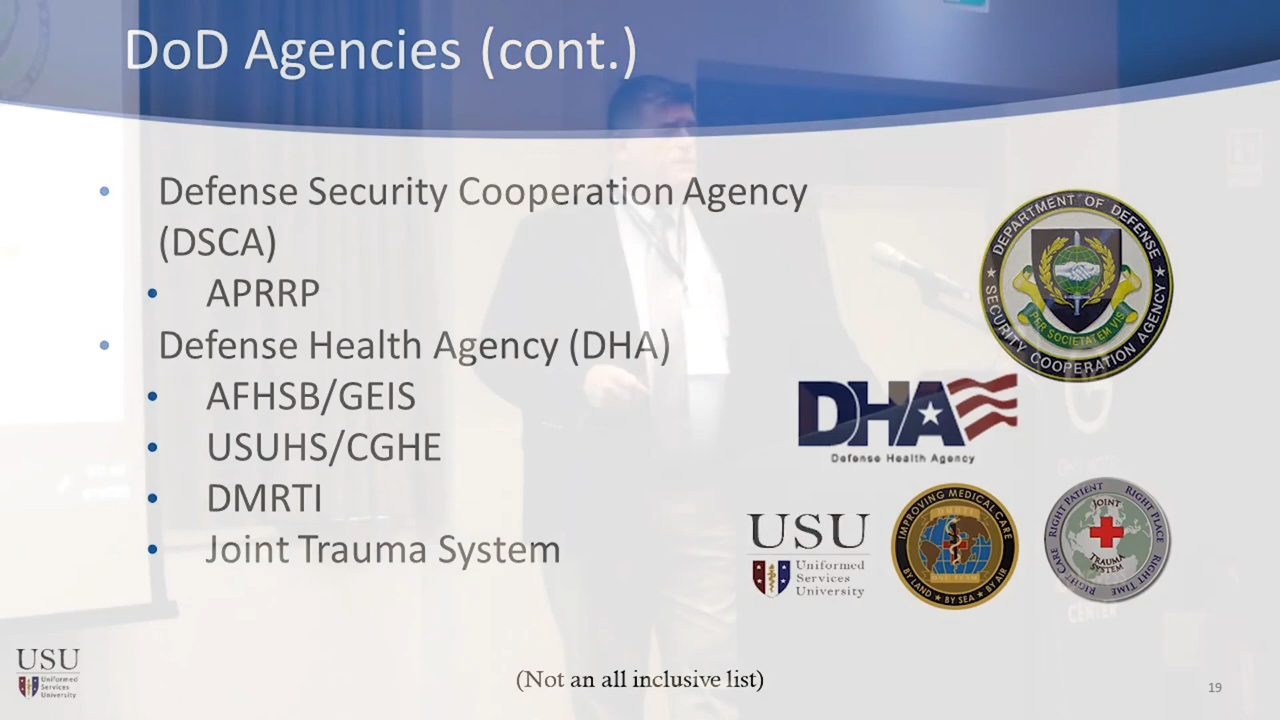 DoD Agencies (cont.)
• Defense Security Cooperation Agency
(DSCA)
• APRRP
• Defense Health Agency (DHA)
• AFHSB/GEIS
• USUHS/CGHE
• DMRTI
• Joint Trauma System
DEPARTMENT OF DEFENSE
SECURITY COOPERATION AGENCY
PER SOCIETATEM VIS
DHA
Defense Health Agency
USU
Uniformed
Services
University
IMPROVING MEDICAL CARE
BY LAND ★ BY SEA ★ BY AIR
RIGHT PATIENT RIGHT PLACE
RIGHT CARE RIGHT TIME
JOINT
TRAUMA
SYSTEM
USU
Uniformed
Services
University
(Not an all inclusive list)
19